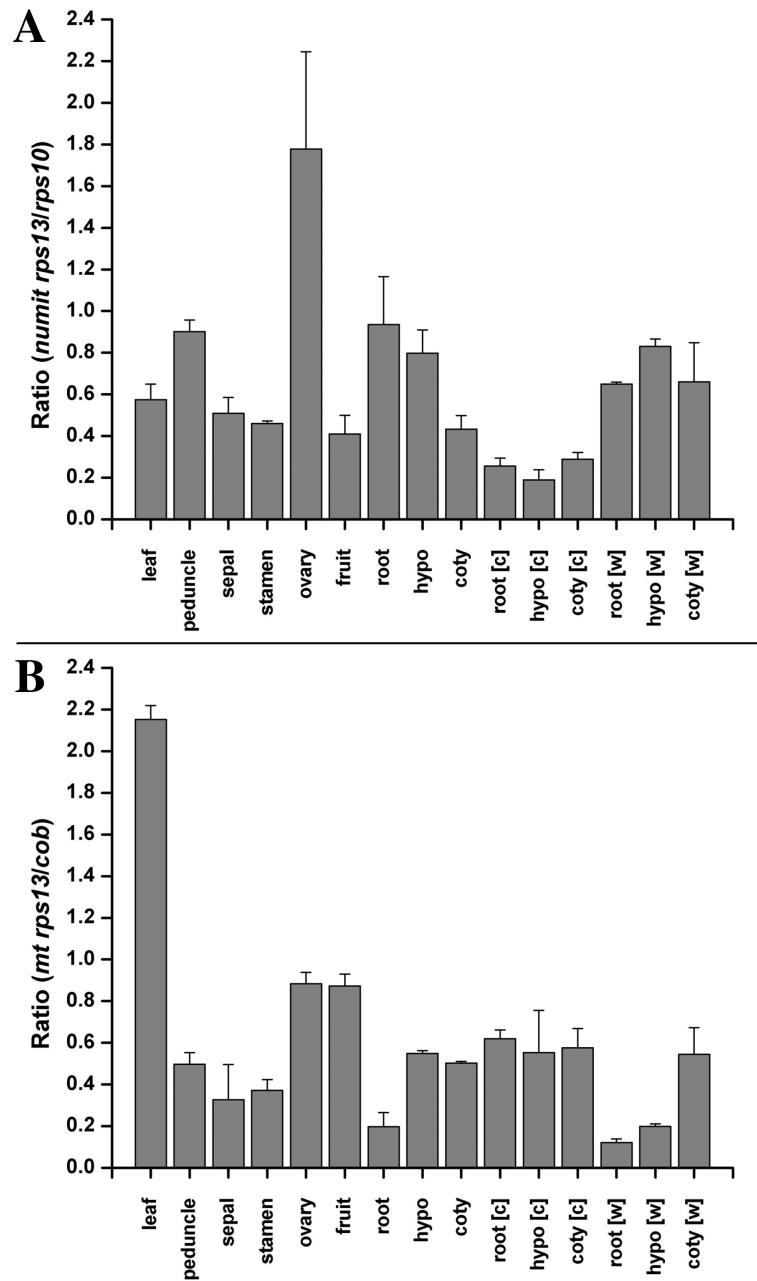 A
Ratio (numit rps13/rps10)
2.4
2.2
2.0
1.8
1.6
1.4
1.2
1.0
0.8
0.6
0.4
0.2
0.0
leaf
peduncle
sepal
stamen
ovary
fruit
root
hypo
coty
root [c]
hypo [c]
coty [c]
root [w]
hypo [w]
coty [w]
B
Ratio (mt rps13/cob)
2.4
2.2
2.0
1.8
1.6
1.4
1.2
1.0
0.8
0.6
0.4
0.2
0.0
leaf
peduncle
sepal
stamen
ovary
fruit
root
hypo
coty
root [c]
hypo [c]
coty [c]
root [w]
hypo [w]
coty [w]